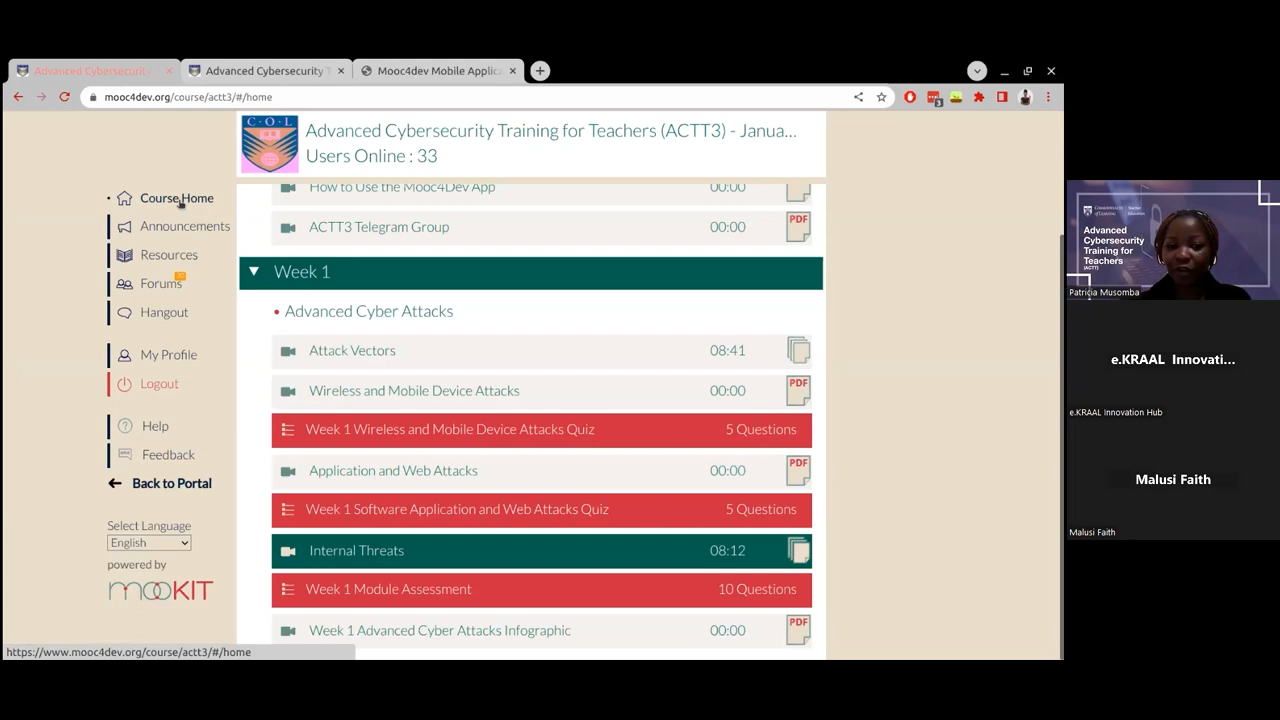 Advanced Cybersecurity
Advanced Cybersecurity T
Mooc4dev Mobile Applic
mooc4dev.org/course/actt3/#/home
3
C.O.L
Advanced Cybersecurity Training for Teachers (ACTT3) - Janua...
Users Online : 33
Course Home
Announcements
Resources
Forums
Hangout
My Profile
Logout
Help
Feedback
Back to Portal
Select Language
English
powered by
mooKIT
How to Use the Mooc4Dev App 00:00
ACTT3 Telegram Group 00:00 PDF
Week 1
Advanced Cyber Attacks
Attack Vectors 08:41
Wireless and Mobile Device Attacks 00:00 PDF
Week 1 Wireless and Mobile Device Attacks Quiz 5 Questions
Application and Web Attacks 00:00 PDF
Week 1 Software Application and Web Attacks Quiz 5 Questions
Internal Threats 08:12
Week 1 Module Assessment 10 Questions
Week 1 Advanced Cyber Attacks Infographic 00:00 PDF
https://www.mooc4dev.org/course/actt3/#/home
Advanced
Cybersecurity
Training for
Teachers
(ACTT)
Patricia Musomba
e.KRAAL Innovati...
e.KRAAL Innovation Hub
Malusi Faith
Malusi Faith